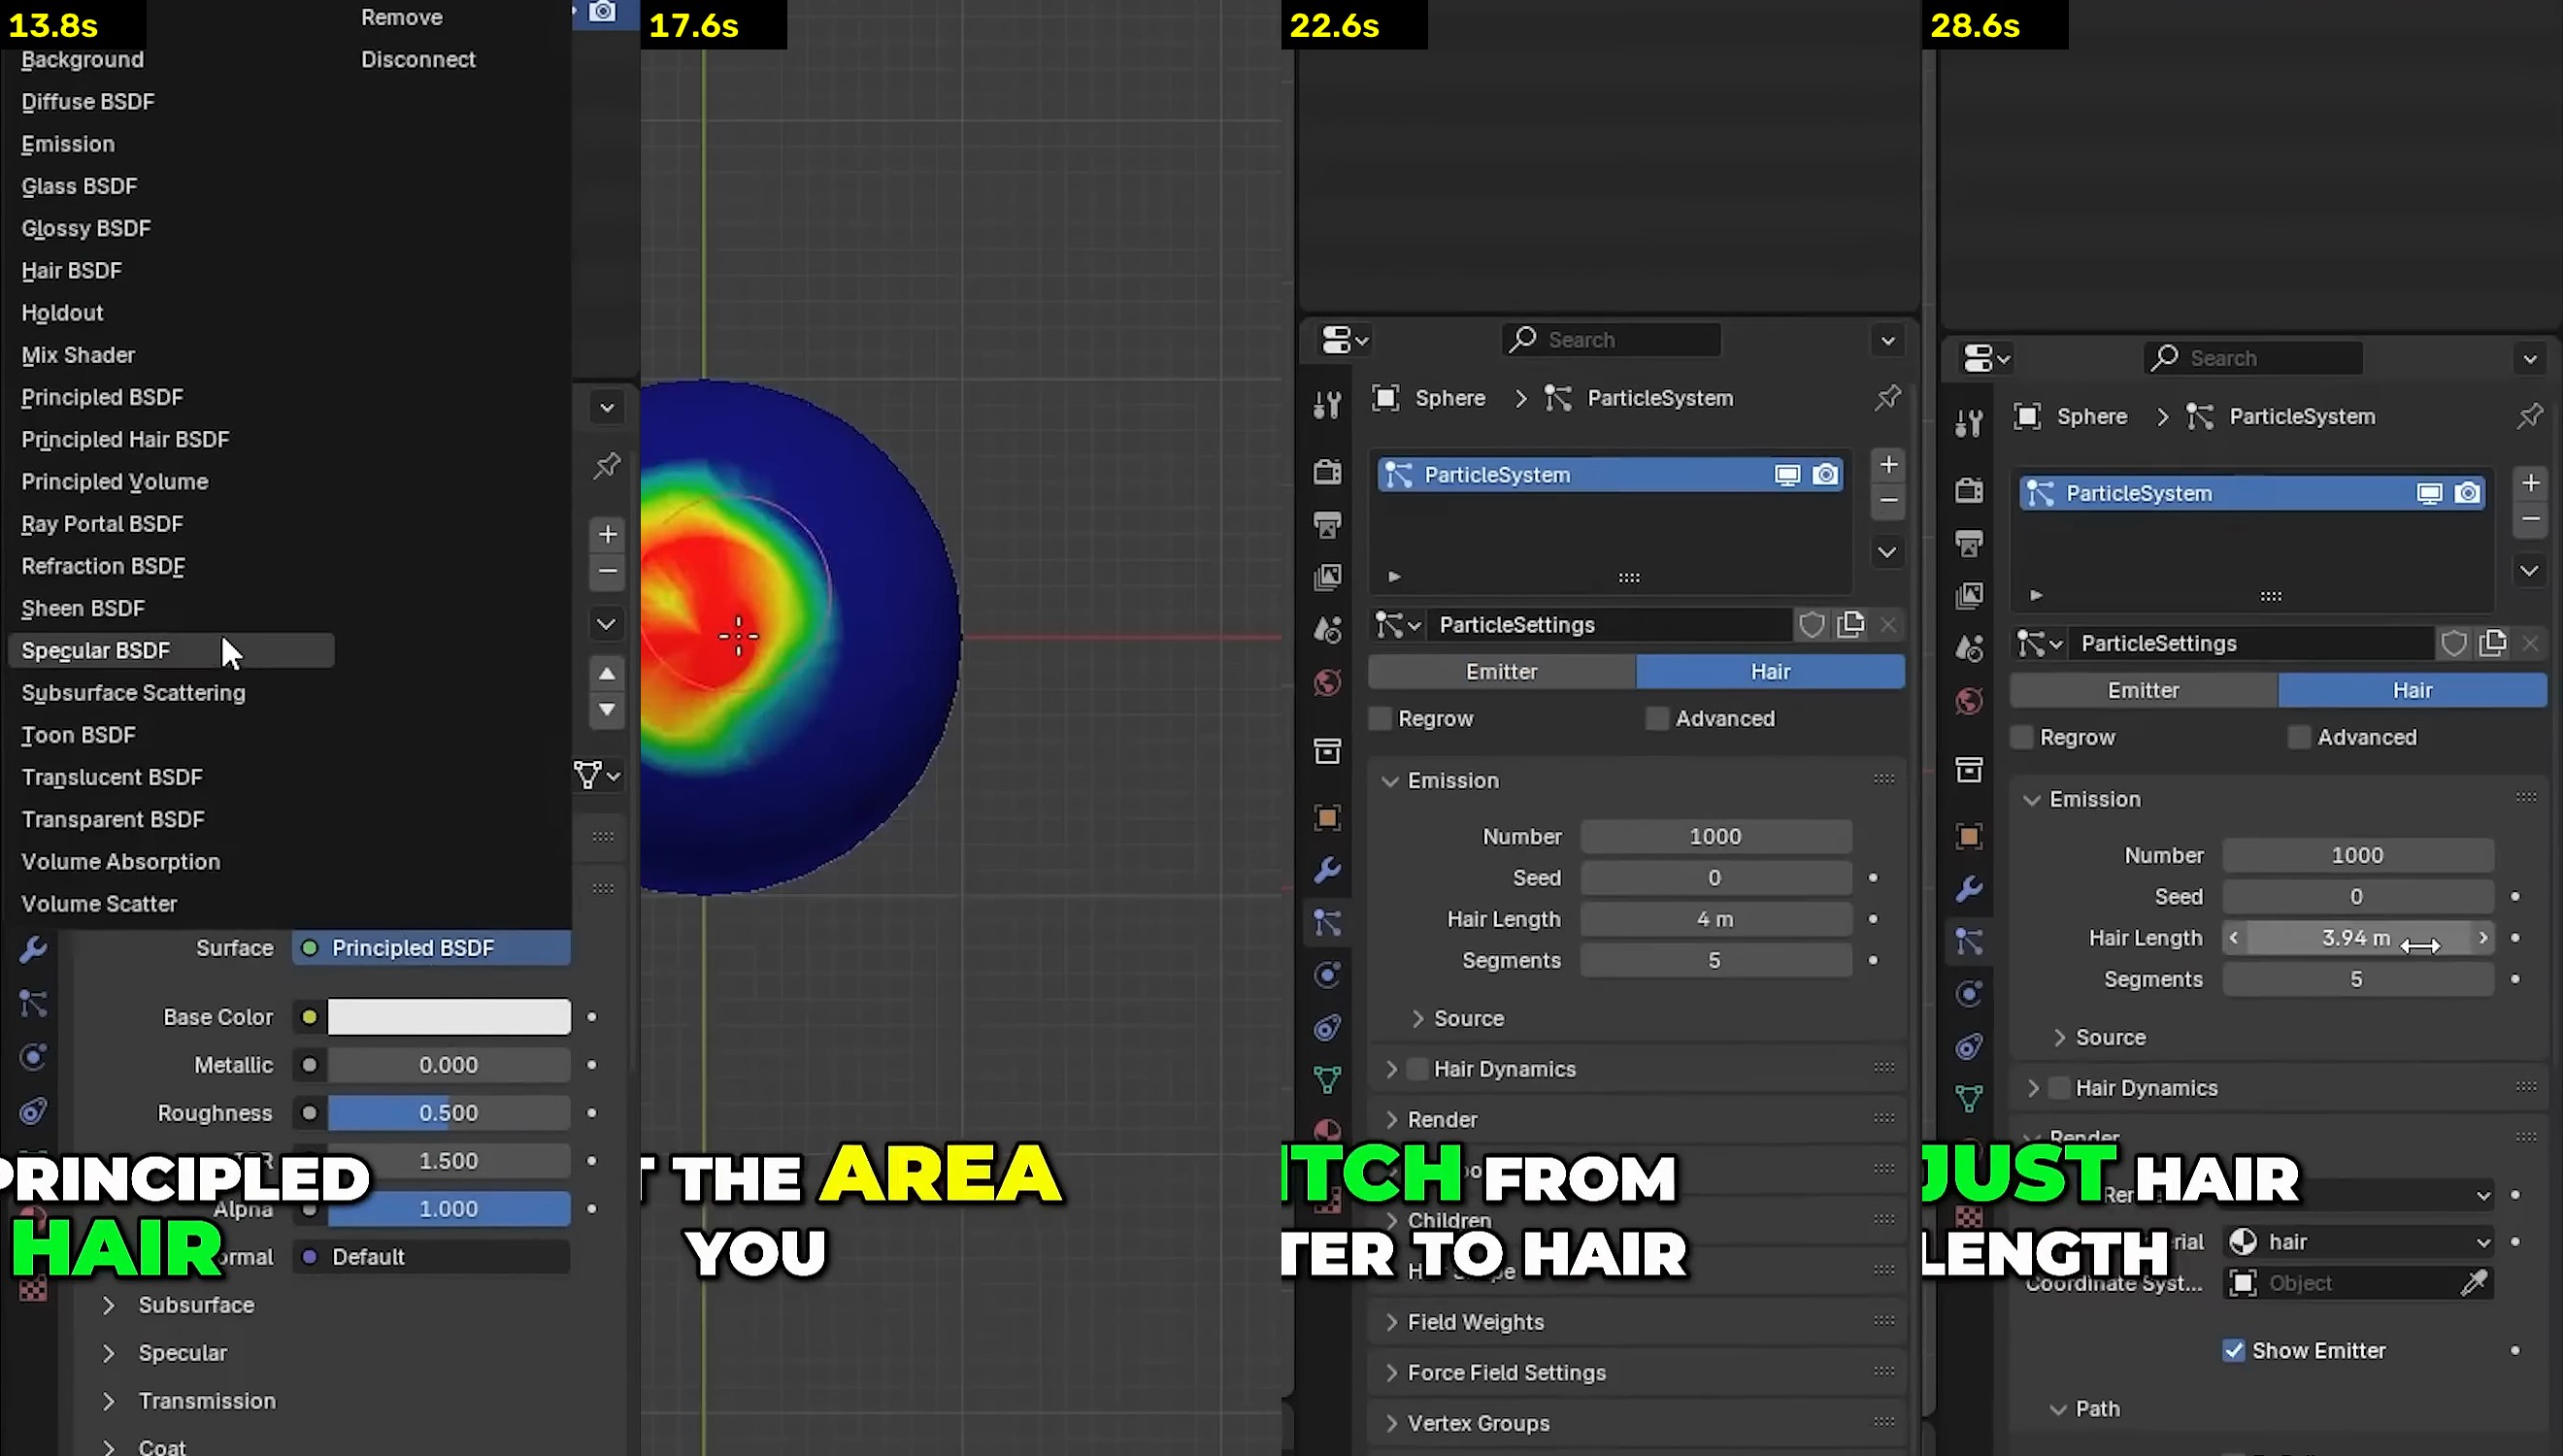 13.8s
Remove
Background
Disconnect
Diffuse BSDF
Emission
Glass BSDF
Glossy BSDF
Hair BSDF
Holdout
Mix Shader
Principled BSDF
Principled Hair BSDF
Principled Volume
Ray Portal BSDF
Refraction BSDF
Sheen BSDF
Specular BSDF
Subsurface Scattering
Toon BSDF
Translucent BSDF
Transparent BSDF
Volume Absorption
Volume Scatter
Surface Principled BSDF
Base Color
Metallic 0.000
Roughness 0.500
1.500
Alpha 1.000
Default
PRINCIPLED
HAIR
Subsurface
Specular
Transmission
Coat
17.6s
THE AREA
YOU
22.6s
Search
Sphere > ParticleSystem
ParticleSystem
ParticleSettings
Emitter Hair
Regrow Advanced
Emission
Number 1000
Seed 0
Hair Length 4 m
Segments 5
Source
Hair Dynamics
Render
ITCH FROM
Children
TER TO HAIR
Field Weights
Force Field Settings
Vertex Groups
28.6s
Search
Sphere > ParticleSystem
ParticleSystem
ParticleSettings
Emitter Hair
Regrow Advanced
Emission
Number 1000
Seed 0
Hair Length 3.94 m
Segments 5
Source
Hair Dynamics
Render
JUST HAIR
LENGTH
hair
Coordinate Syst... Object
Show Emitter
Path